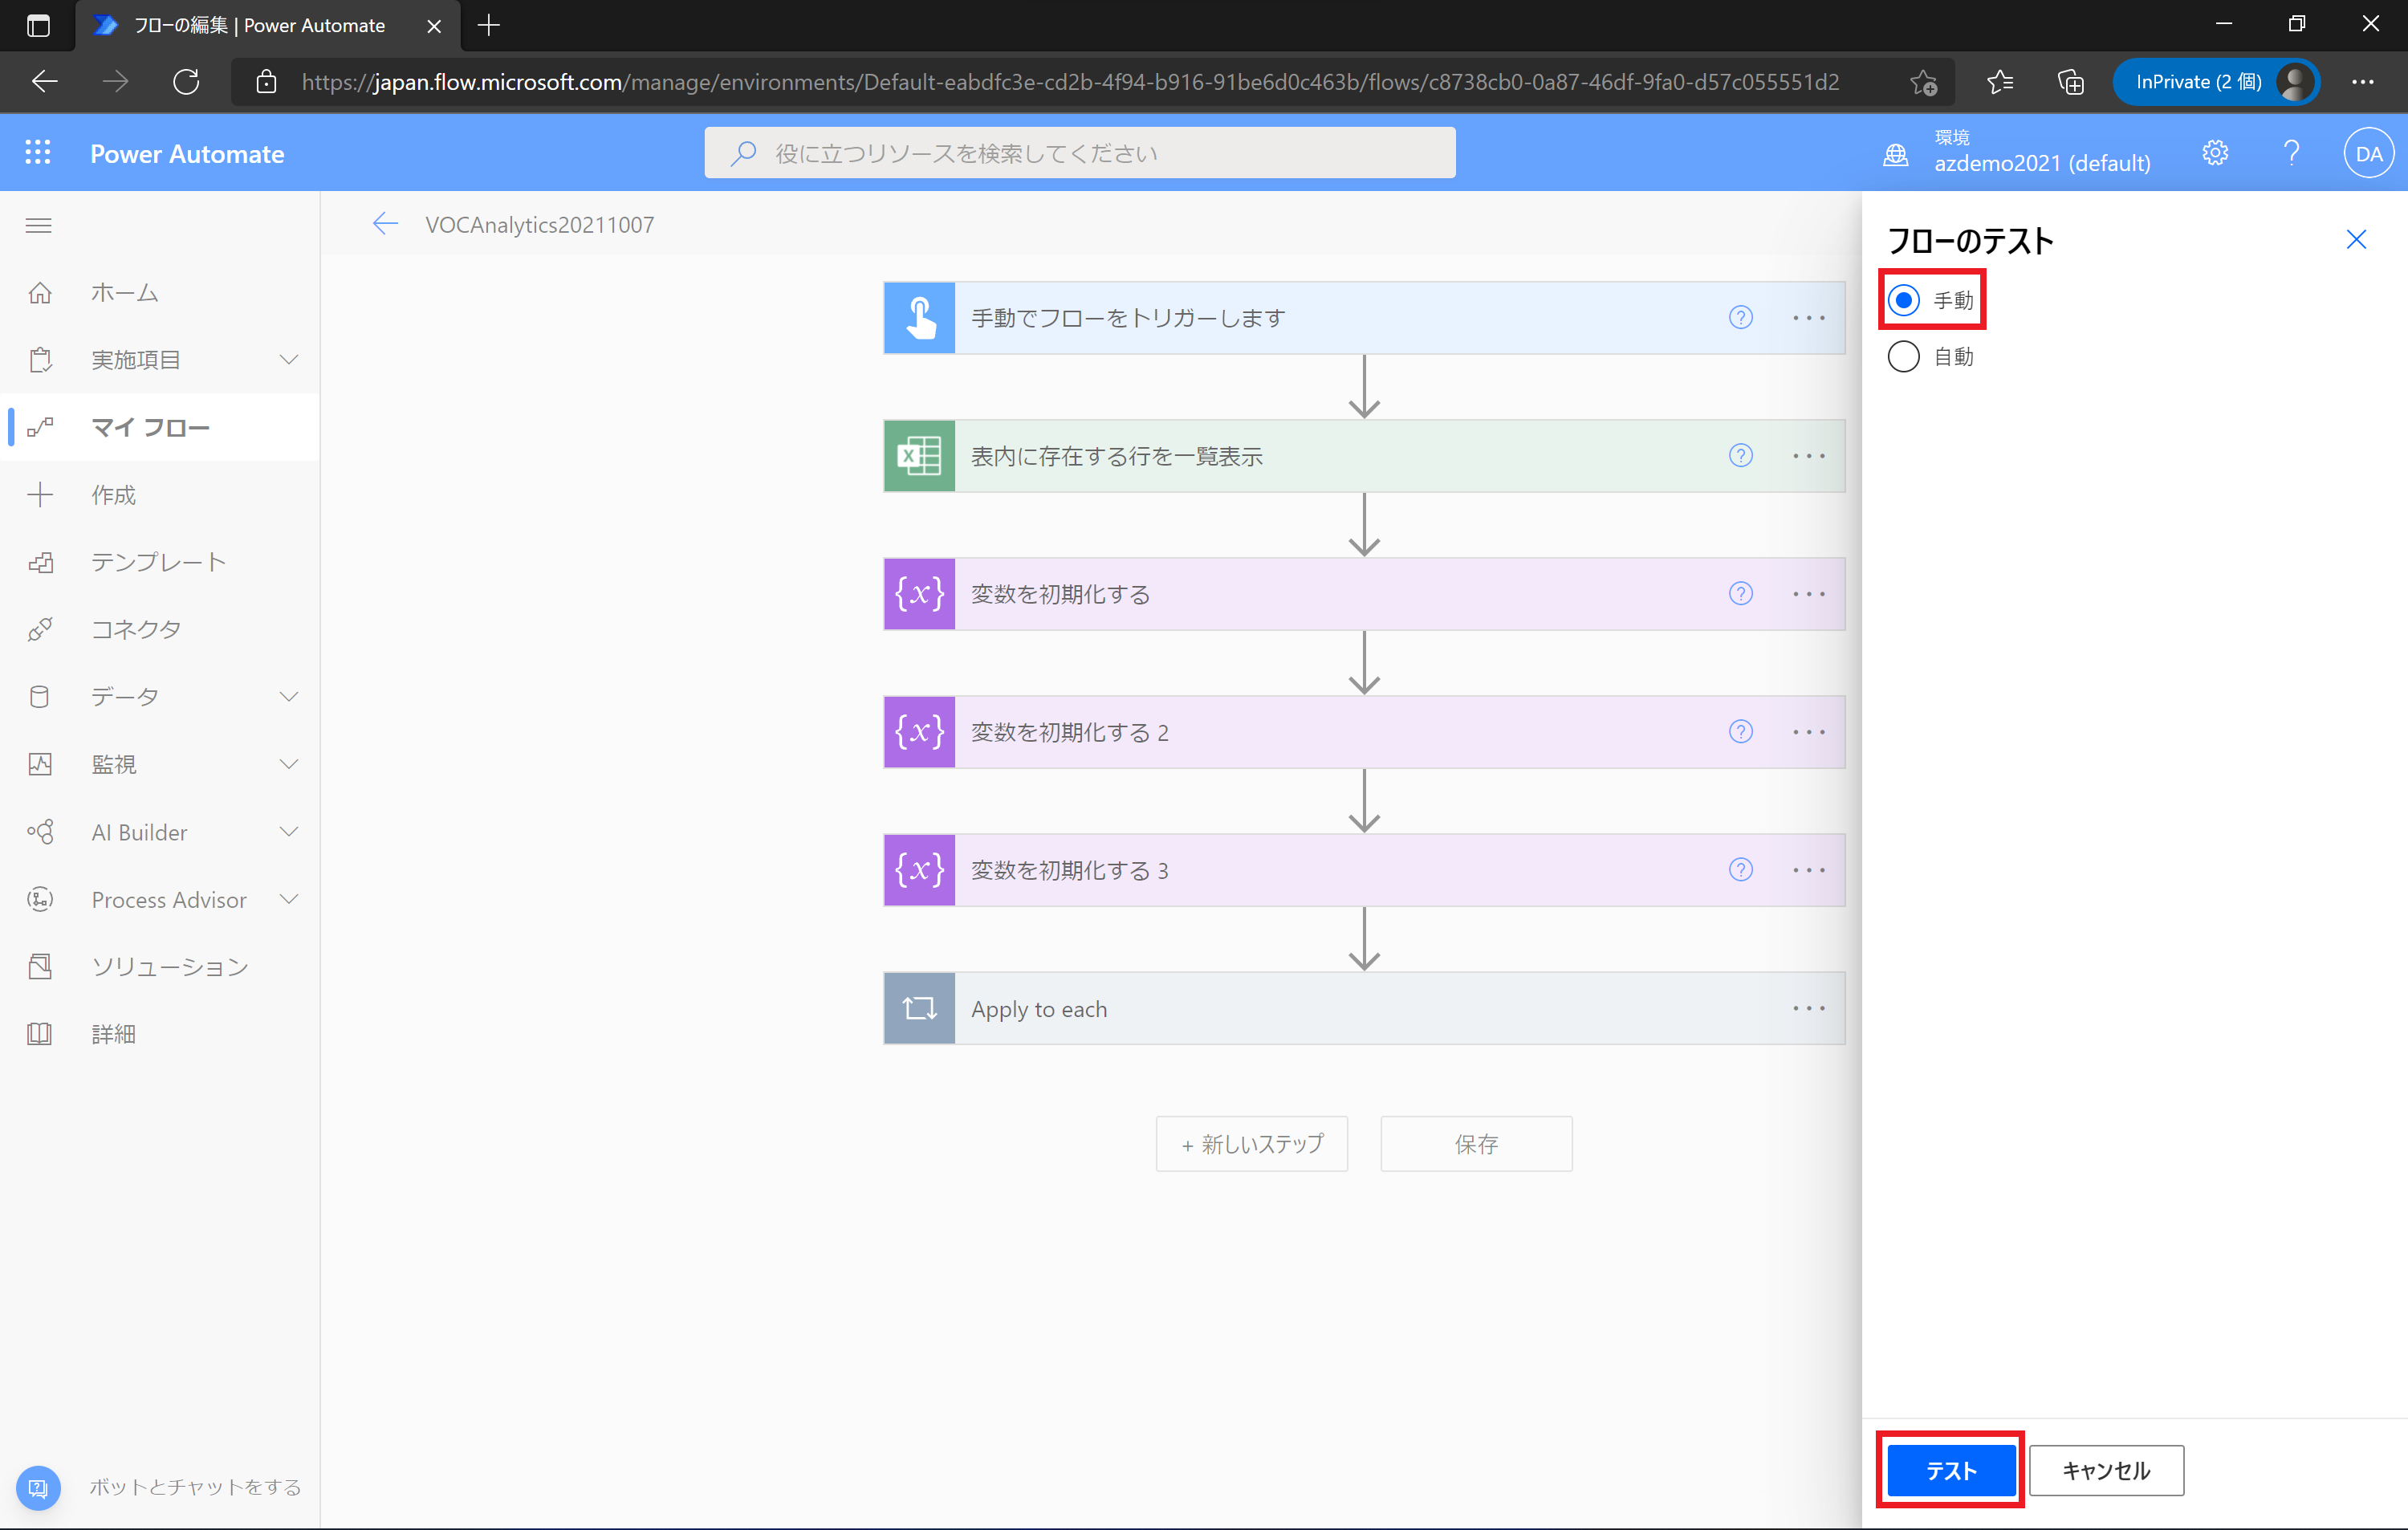 フローの編集 | Power Automate
https://japan.flow.microsoft.com/manage/environments/Default-eabdfc3e-cd2b-4f94-b916-91be6d0c463b/flows/c8738cb0-0a87-46df-9fa0-d57c055551d2
InPrivate (2 個)
Power Automate
役に立つリソースを検索してください
環境
azdemo2021 (default)
DA
ホーム
実施項目
マイ フロー
作成
テンプレート
コネクタ
データ
監視
AI Builder
Process Advisor
ソリューション
詳細
ボットとチャットをする
VOCAnalytics20211007
手動でフローをトリガーします
表内に存在する行を一覧表示
{x} 変数を初期化する
{x} 変数を初期化する 2
{x} 変数を初期化する 3
Apply to each
+ 新しいステップ
保存
フローのテスト
手動
自動
テスト
キャンセル